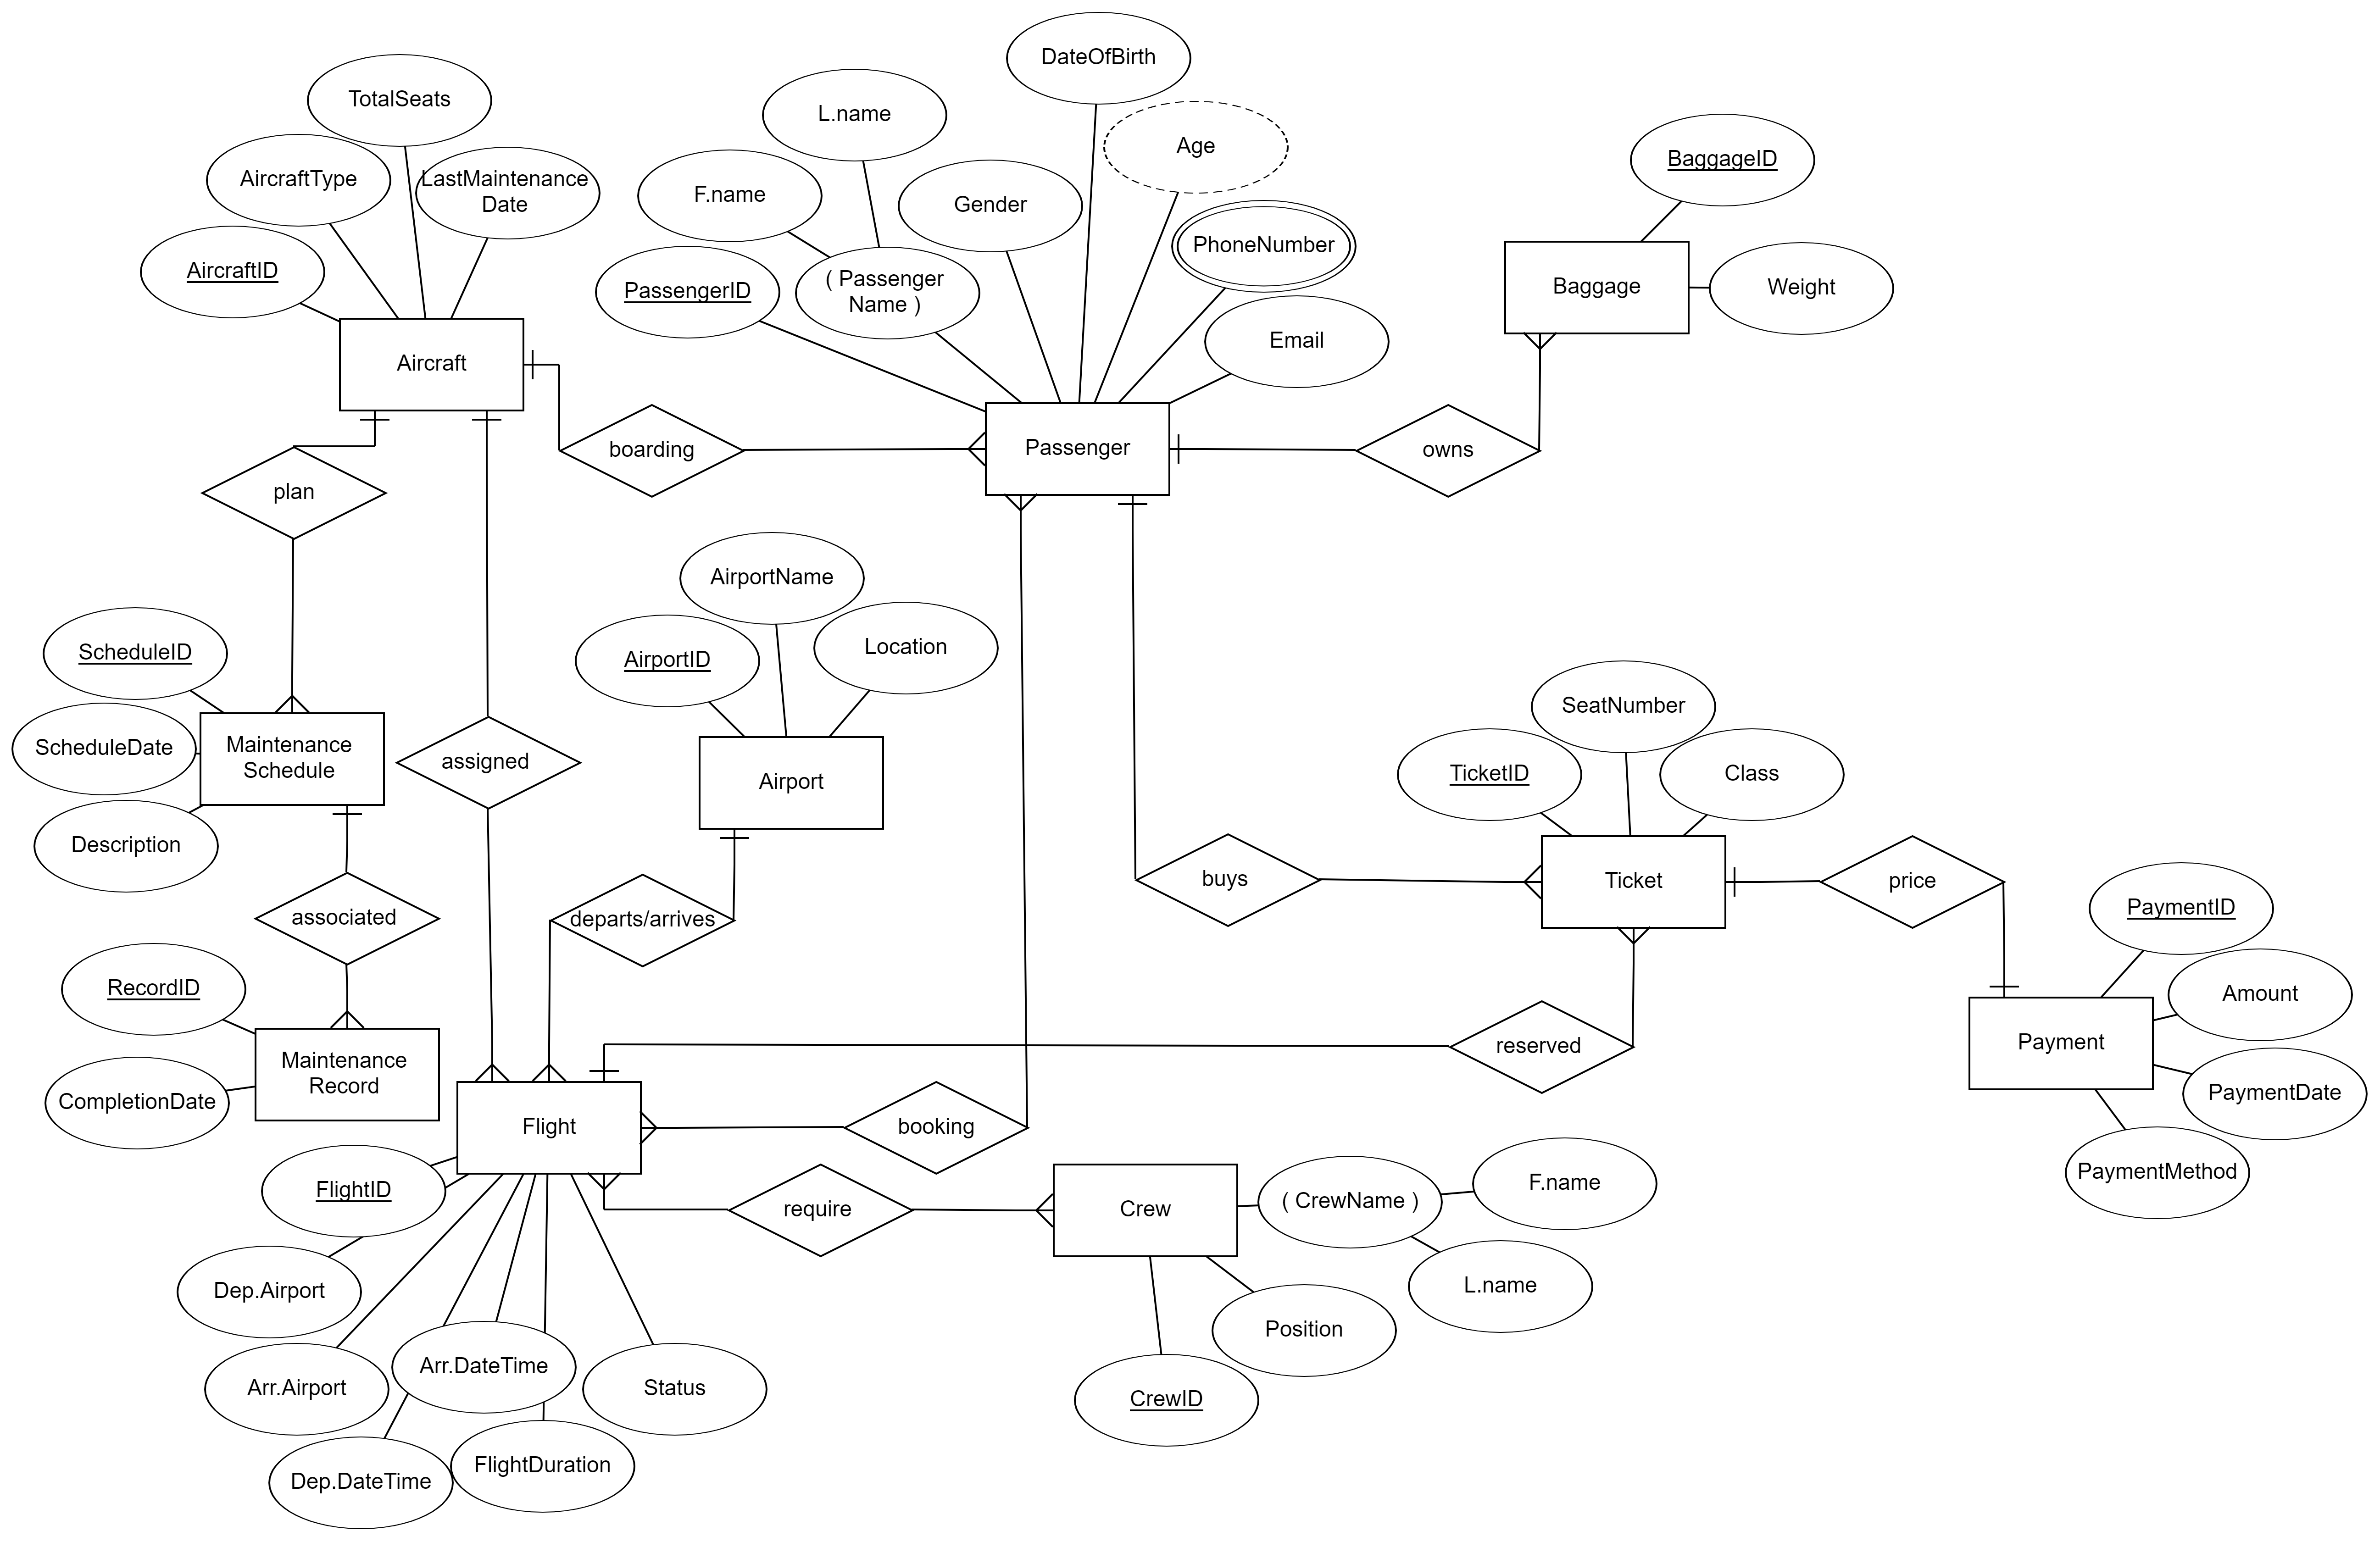 DateOfBirth
TotalSeats
L.name
Age
AircraftType
LastMaintenance
Date
F.name
Gender
PhoneNumber
BaggageID
AircraftID
PassengerID
( Passenger
Name )
Email
Baggage
Weight
Aircraft
boarding
Passenger
owns
plan
AirportName
AirportID
Location
ScheduleID
ScheduleDate
Maintenance
Schedule
Description
assigned
Airport
SeatNumber
TicketID
Class
associated
departs/arrives
buys
Ticket
price
PaymentID
RecordID
Amount
CompletionDate
Maintenance
Record
reserved
Payment
PaymentDate
PaymentMethod
Flight
booking
FlightID
require
Crew
( CrewName )
F.name
L.name
Dep.Airport
Position
Arr.Airport
Arr.DateTime
Status
CrewID
Dep.DateTime
FlightDuration